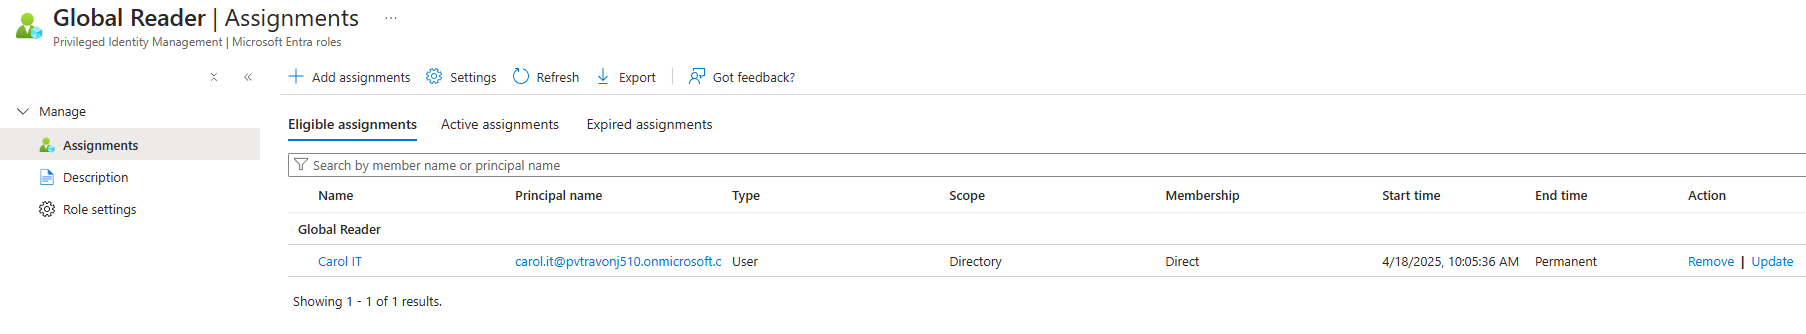 Global Reader | Assignments ...
Privileged Identity Management | Microsoft Entra roles
Add assignments Settings Refresh Export Got feedback?
Manage
Assignments
Description
Role settings
Eligible assignments Active assignments Expired assignments
Search by member name or principal name
Name Principal name Type Scope Membership Start time End time Action
Global Reader
Carol IT carol.it@pvtravonj510.onmicrosoft.c User Directory Direct 4/18/2025, 10:05:36 AM Permanent Remove | Update
Showing 1 - 1 of 1 results.